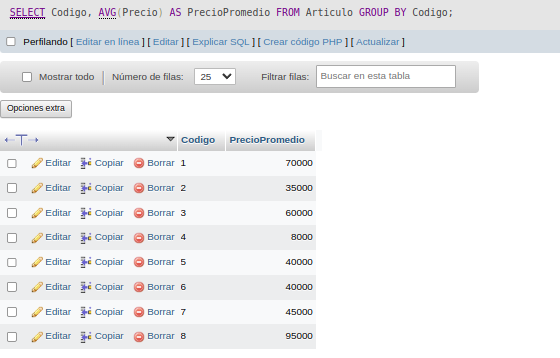 SELECT Codigo, AVG(Precio) AS PrecioPromedio FROM Articulo GROUP BY Codigo;
Perfilando [ Editar en línea ] [ Editar ] [ Explicar SQL ] [ Crear código PHP ] [ Actualizar ]
Mostrar todo | Número de filas: 25 Filtrar filas: Buscar en esta tabla
Opciones extra
←T→ Codigo PrecioPromedio
Editar Copiar Borrar 1 70000
Editar Copiar Borrar 2 35000
Editar Copiar Borrar 3 60000
Editar Copiar Borrar 4 8000
Editar Copiar Borrar 5 40000
Editar Copiar Borrar 6 40000
Editar Copiar Borrar 7 45000
Editar Copiar Borrar 8 95000